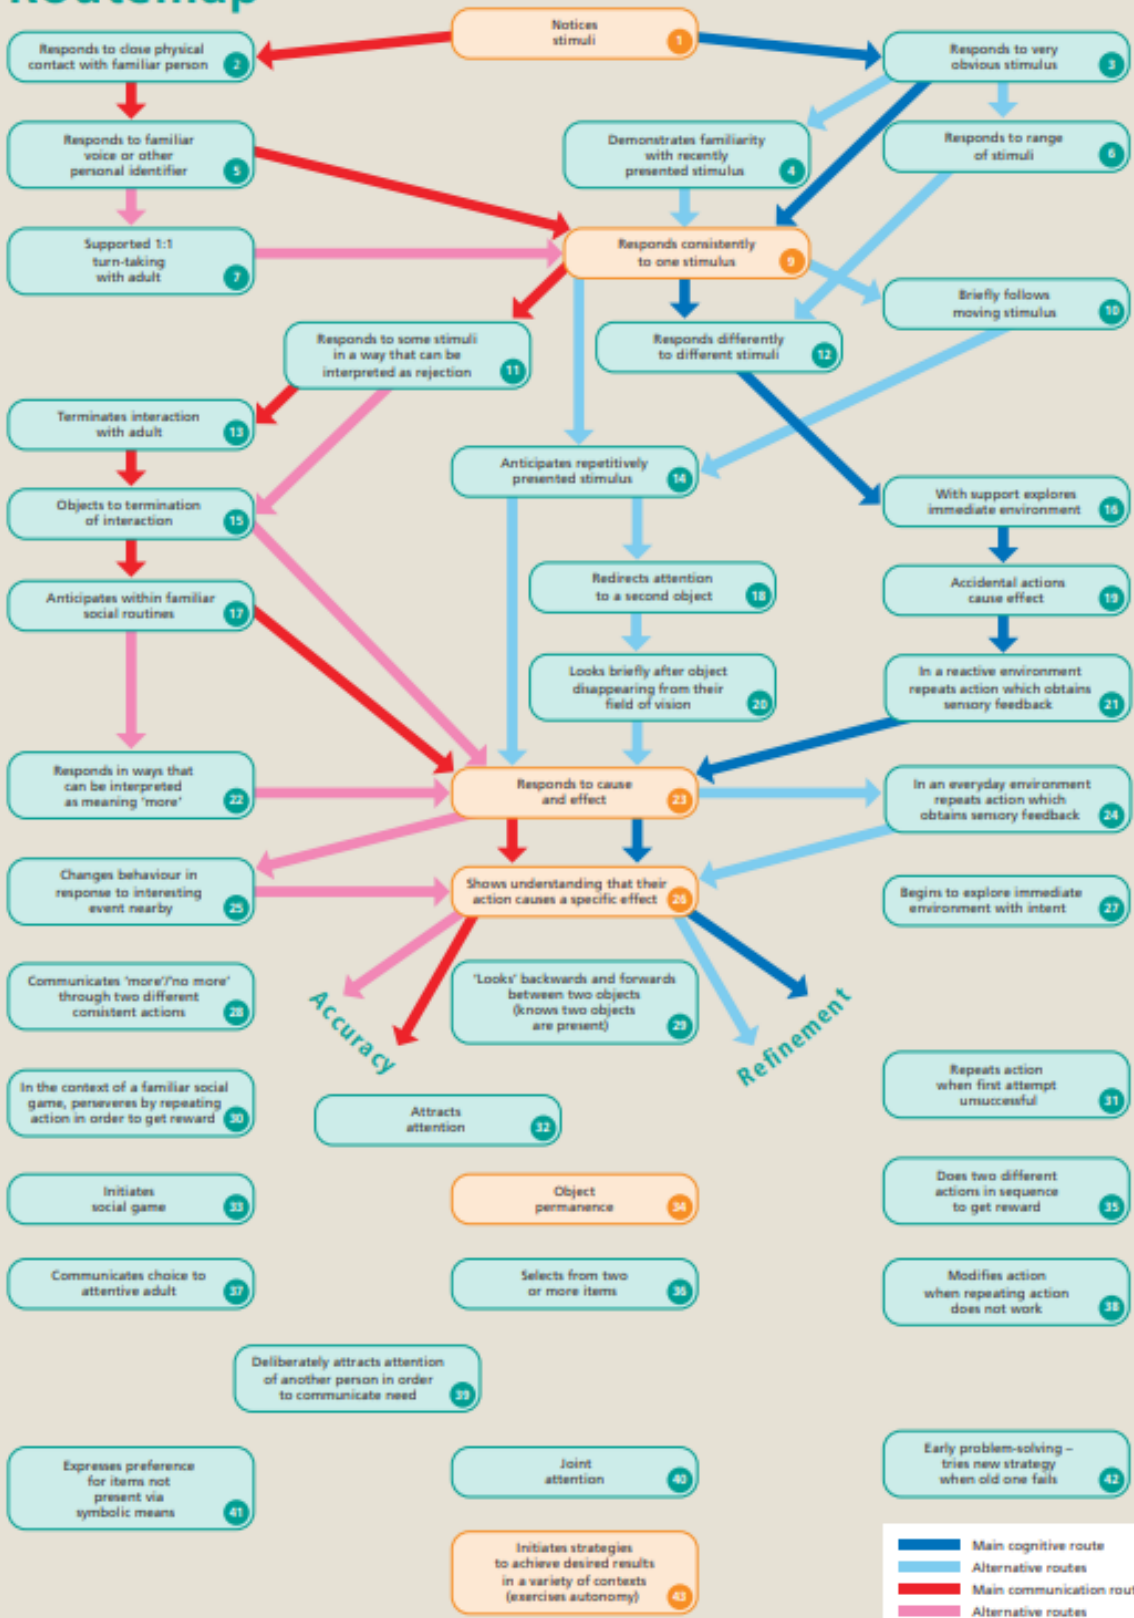 Routemap
Notices
stimuli
1
Responds to close physical
contact with familiar person
2
Responds to very
obvious stimulus
3
Demonstrates familiarity
with recently
presented stimulus
4
Responds to familiar
voice or other
personal identifier
5
Responds to range
of stimuli
6
Supported 1:1
turn-taking
with adult
7
Responds consistently
to one stimulus
9
Briefly follows
moving stimulus
10
Responds to some stimuli
in a way that can be
interpreted as rejection
11
Responds differently
to different stimuli
12
Terminates interaction
with adult
13
Anticipates repetitively
presented stimulus
14
Objects to termination
of interaction
15
With support explores
immediate environment
16
Anticipates within familiar
social routines
17
Redirects attention
to a second object
18
Accidental actions
cause effect
19
Looks briefly after object
disappearing from their
field of vision
20
In a reactive environment
repeats action which obtains
sensory feedback
21
Responds in ways that
can be interpreted
as meaning 'more'
22
Responds to cause
and effect
23
In an everyday environment
repeats action which
obtains sensory feedback
24
Changes behaviour in
response to interesting
event nearby
25
Shows understanding that their
action causes a specific effect
26
Begins to explore immediate
environment with intent
27
Communicates 'more'/'no more'
through two different
consistent actions
28
Accuracy
'Looks' backwards and forwards
between two objects
(knows two objects
are present)
29
Refinement
In the context of a familiar social
game, perseveres by repeating
action in order to get reward
30
Repeats action
when first attempt
unsuccessful
31
Attracts
attention
32
Initiates
social game
33
Object
permanence
34
Does two different
actions in sequence
to get reward
35
Communicates choice to
attentive adult
37
Selects from two
or more items
36
Modifies action
when repeating action
does not work
38
Deliberately attracts attention
of another person in order
to communicate need
39
Expresses preference
for items not
present via
symbolic means
41
Joint
attention
40
Early problem-solving –
tries new strategy
when old one fails
42
Initiates strategies
to achieve desired results
in a variety of contexts
(exercises autonomy)
43
Main cognitive route
Alternative routes
Main communication rout
Alternative routes